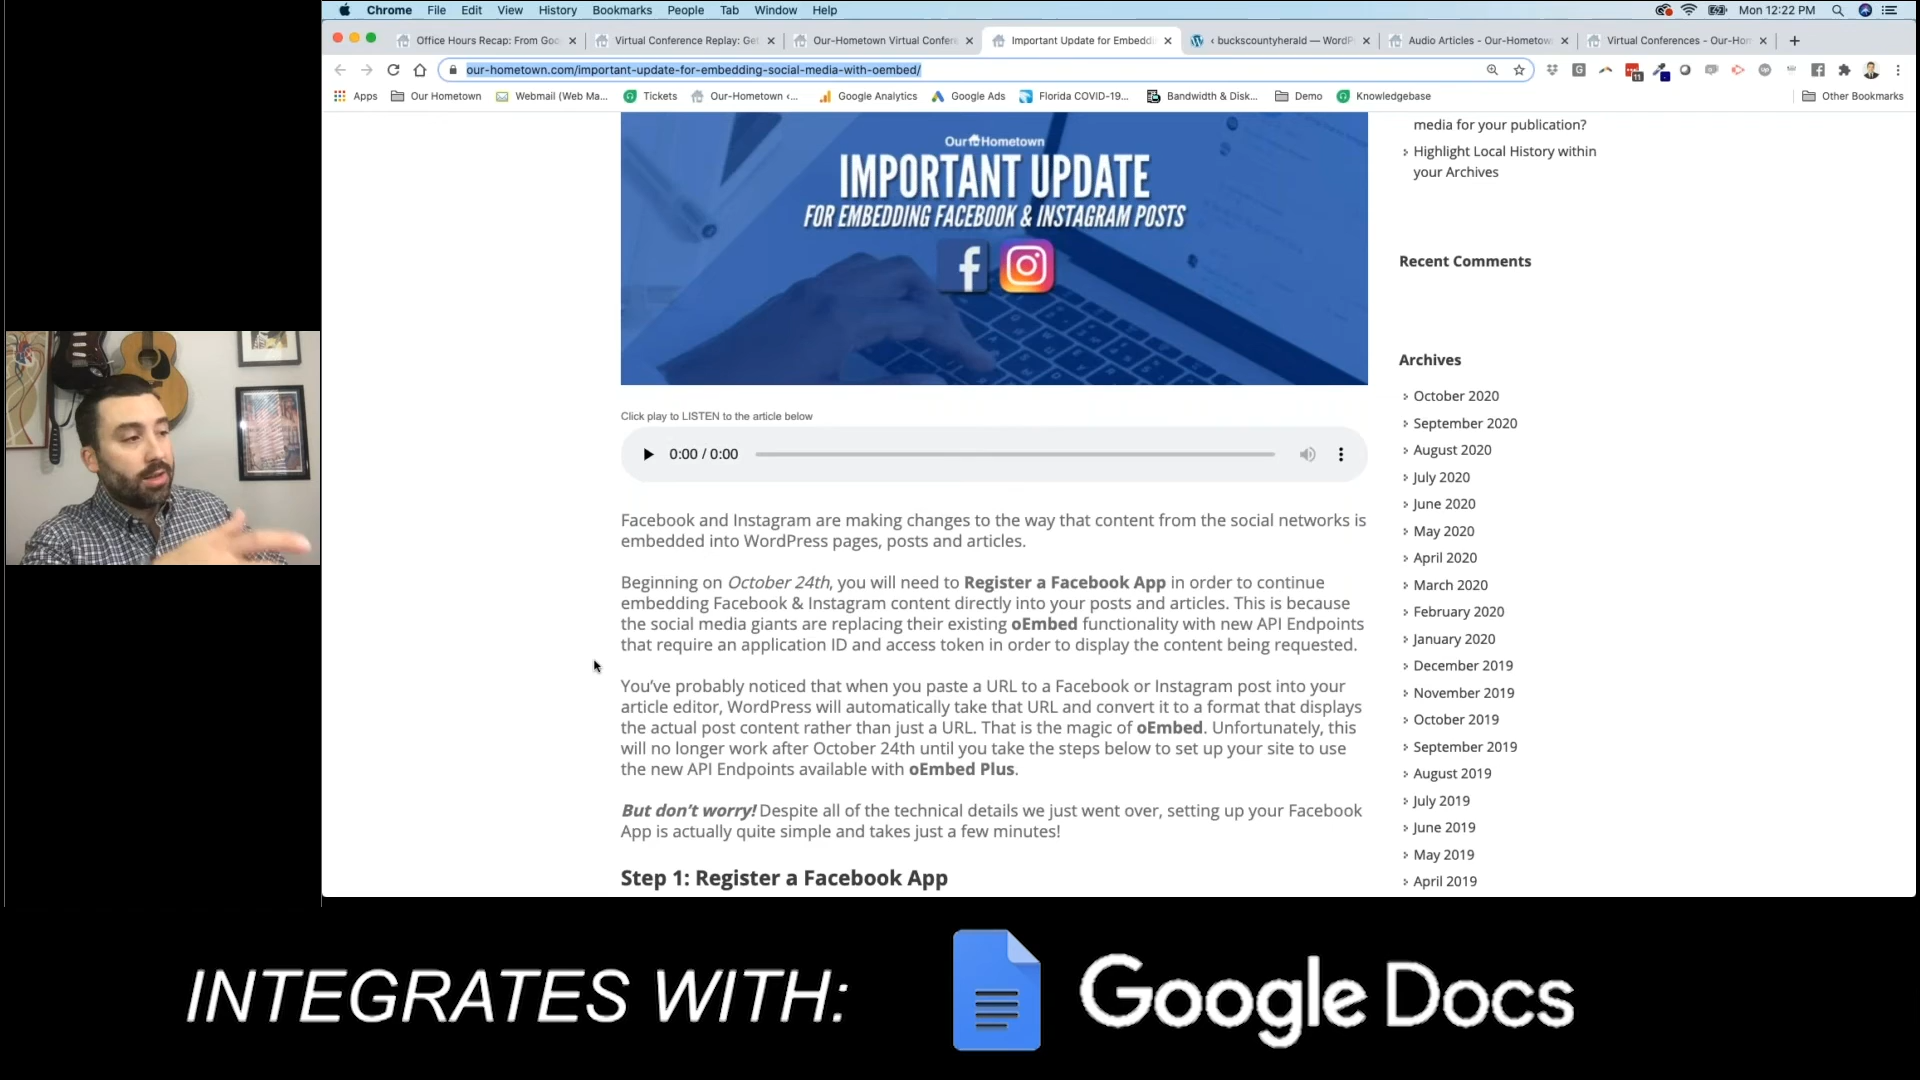 Chrome File Edit View History Bookmarks People Tab Window Help
Mon 12:22 PM
Office Hours Recap: From Goo
Virtual Conference Replay: Get
Our-Hometown Virtual Conferen
Important Update for Embeddi
‹ buckscountyherald — WordP
Audio Articles - Our-Hometow
Virtual Conferences - Our-Hom
our-hometown.com/important-update-for-embedding-social-media-with-oembed/
Apps
Our Hometown
Webmail (Web Ma...
Tickets
Our-Hometown ‹...
Google Analytics
Google Ads
Florida COVID-19...
Bandwidth & Disk...
Demo
Knowledgebase
Other Bookmarks
Our Hometown
IMPORTANT UPDATE
FOR EMBEDDING FACEBOOK & INSTAGRAM POSTS
Click play to LISTEN to the article below
0:00 / 0:00
Facebook and Instagram are making changes to the way that content from the social networks is
embedded into WordPress pages, posts and articles.
Beginning on October 24th, you will need to Register a Facebook App in order to continue
embedding Facebook & Instagram content directly into your posts and articles. This is because
the social media giants are replacing their existing oEmbed functionality with new API Endpoints
that require an application ID and access token in order to display the content being requested.
You’ve probably noticed that when you paste a URL to a Facebook or Instagram post into your
article editor, WordPress will automatically take that URL and convert it to a format that displays
the actual post content rather than just a URL. That is the magic of oEmbed. Unfortunately, this
will no longer work after October 24th until you take the steps below to set up your site to use
the new API Endpoints available with oEmbed Plus.
But don’t worry! Despite all of the technical details we just went over, setting up your Facebook
App is actually quite simple and takes just a few minutes!
Step 1: Register a Facebook App
media for your publication?
Highlight Local History within
your Archives
Recent Comments
Archives
October 2020
September 2020
August 2020
July 2020
June 2020
May 2020
April 2020
March 2020
February 2020
January 2020
December 2019
November 2019
October 2019
September 2019
August 2019
July 2019
June 2019
May 2019
April 2019
INTEGRATES WITH:
Google Docs